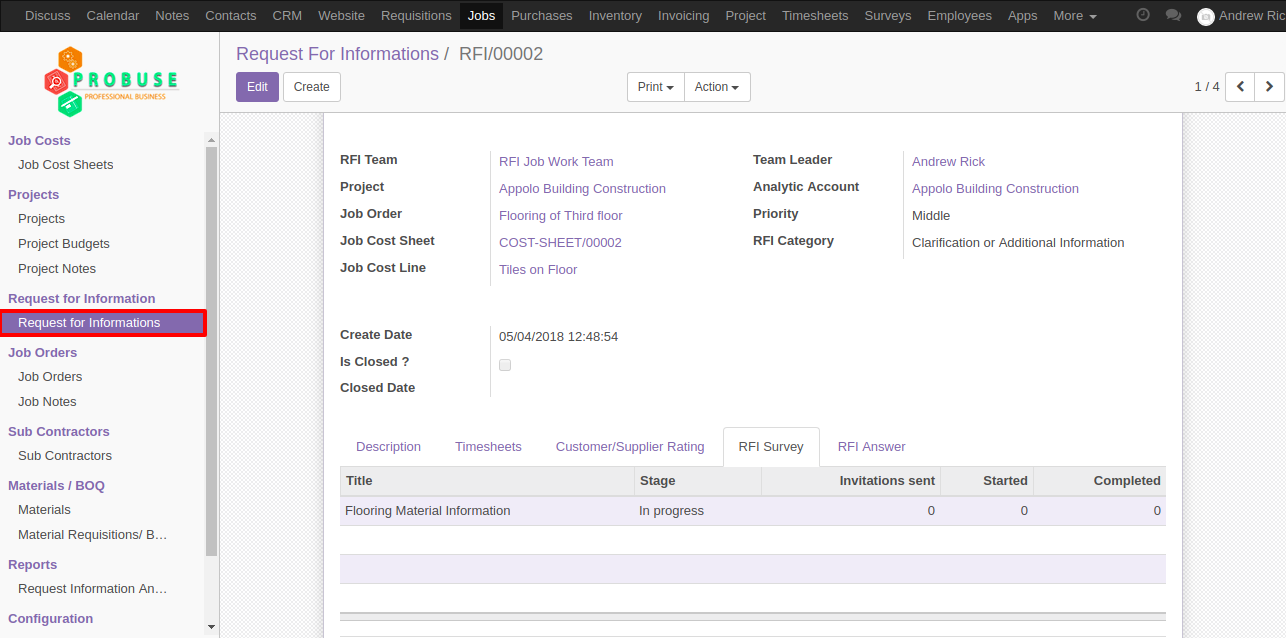 Discuss Calendar Notes Contacts CRM Website Requisitions Jobs Purchases Inventory Invoicing Project Timesheets Surveys Employees Apps More Andrew Ric
PROBUSE
PROFESSIONAL BUSINESS
Job Costs
Job Cost Sheets
Projects
Projects
Project Budgets
Project Notes
Request for Information
Request for Informations
Job Orders
Job Orders
Job Notes
Sub Contractors
Sub Contractors
Materials / BOQ
Materials
Material Requisitions/ B...
Reports
Request Information An...
Configuration
Request For Informations / RFI/00002
Edit Create Print Action 1 / 4
RFI Team RFI Job Work Team Team Leader Andrew Rick
Project Appolo Building Construction Analytic Account Appolo Building Construction
Job Order Flooring of Third floor Priority Middle
Job Cost Sheet COST-SHEET/00002 RFI Category Clarification or Additional Information
Job Cost Line Tiles on Floor
Create Date 05/04/2018 12:48:54
Is Closed ?
Closed Date
Description Timesheets Customer/Supplier Rating RFI Survey RFI Answer
Title Stage Invitations sent Started Completed
Flooring Material Information In progress 0 0 0